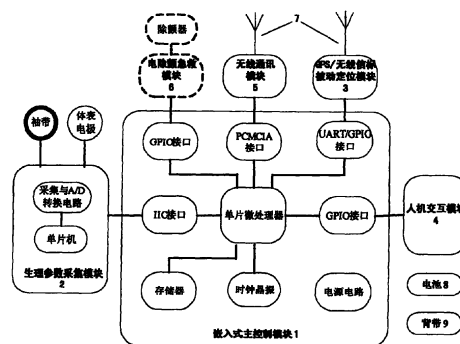 除颤器
7
电除颤急救
模块
6
无线通讯
模块
5
GPS/无线信标
被动定位模块
3
袖带
体表
电极
GPIO接口
PCMCIA
接口
UART/GPIO
接口
采集与A/D
转换电路
单片机
生理参数采集模块
2
IIC接口
单片微处理器
GPIO接口
人机交互模块
4
存储器
时钟晶振
电源电路
电池8
背带9
嵌入式主控制模块1